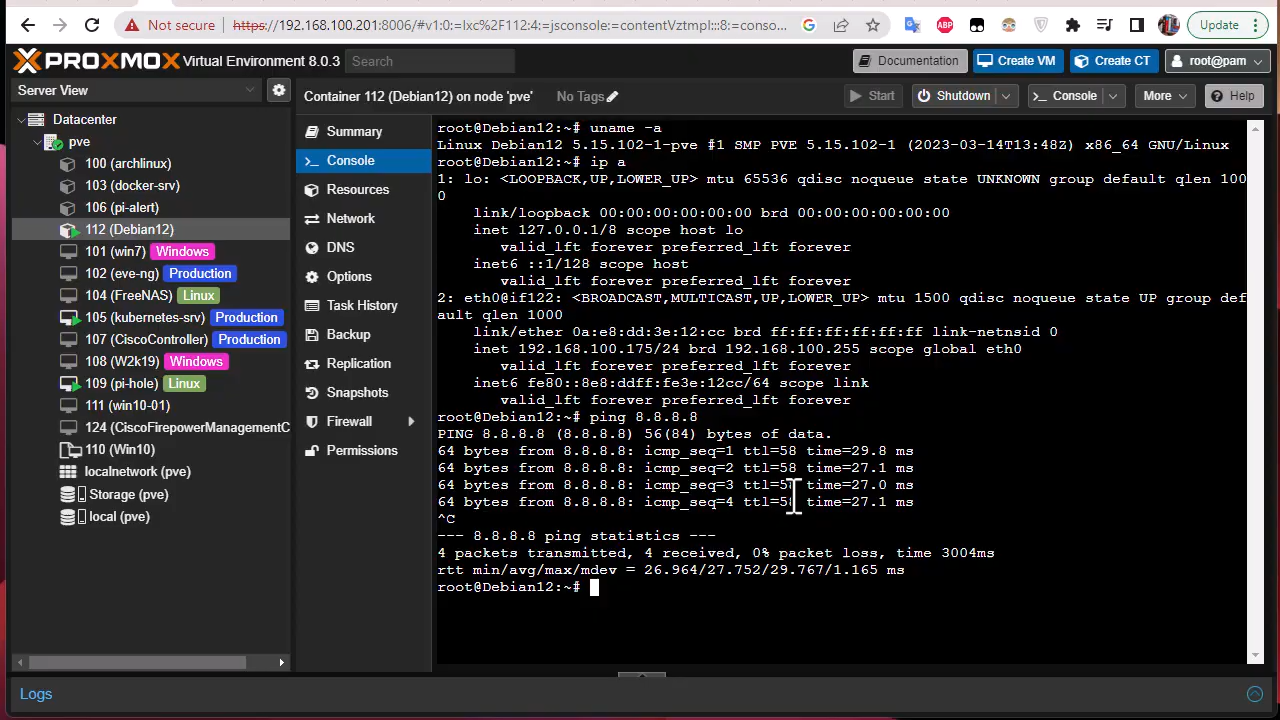 Not secure https://192.168.100.201:8006/#v1:0:=lxc%2F112:4:=jsconsole:=contentVztmpl:::8:=conso...
ABP
Update
PROXMOX Virtual Environment 8.0.3
Search
Documentation
Create VM
Create CT
root@pam
Server View
Container 112 (Debian12) on node 'pve'
No Tags
Start
Shutdown
Console
More
Help
Datacenter
pve
100 (archlinux)
103 (docker-srv)
106 (pi-alert)
112 (Debian12)
101 (win7) Windows
102 (eve-ng) Production
104 (FreeNAS) Linux
105 (kubernetes-srv) Production
107 (CiscoController) Production
108 (W2k19) Windows
109 (pi-hole) Linux
111 (win10-01)
124 (CiscoFirepowerManagementC
110 (Win10)
localnetwork (pve)
Storage (pve)
local (pve)
Summary
Console
Resources
Network
DNS
Options
Task History
Backup
Replication
Snapshots
Firewall
Permissions
root@Debian12:~# uname -a
Linux Debian12 5.15.102-1-pve #1 SMP PVE 5.15.102-1 (2023-03-14T13:48Z) x86_64 GNU/Linux
root@Debian12:~# ip a
1: lo: <LOOPBACK,UP,LOWER_UP> mtu 65536 qdisc noqueue state UNKNOWN group default qlen 100
0
link/loopback 00:00:00:00:00:00 brd 00:00:00:00:00:00
inet 127.0.0.1/8 scope host lo
valid_lft forever preferred_lft forever
inet6 ::1/128 scope host
valid_lft forever preferred_lft forever
2: eth0@if122: <BROADCAST,MULTICAST,UP,LOWER_UP> mtu 1500 qdisc noqueue state UP group def
ault qlen 1000
link/ether 0a:e8:dd:3e:12:cc brd ff:ff:ff:ff:ff:ff link-netnsid 0
inet 192.168.100.175/24 brd 192.168.100.255 scope global eth0
valid_lft forever preferred_lft forever
inet6 fe80::8e8:ddff:fe3e:12cc/64 scope link
valid_lft forever preferred_lft forever
root@Debian12:~# ping 8.8.8.8
PING 8.8.8.8 (8.8.8.8) 56(84) bytes of data.
64 bytes from 8.8.8.8: icmp_seq=1 ttl=58 time=29.8 ms
64 bytes from 8.8.8.8: icmp_seq=2 ttl=58 time=27.1 ms
64 bytes from 8.8.8.8: icmp_seq=3 ttl=58 time=27.0 ms
64 bytes from 8.8.8.8: icmp_seq=4 ttl=58 time=27.1 ms
^C
--- 8.8.8.8 ping statistics ---
4 packets transmitted, 4 received, 0% packet loss, time 3004ms
rtt min/avg/max/mdev = 26.964/27.752/29.767/1.165 ms
root@Debian12:~#
Logs